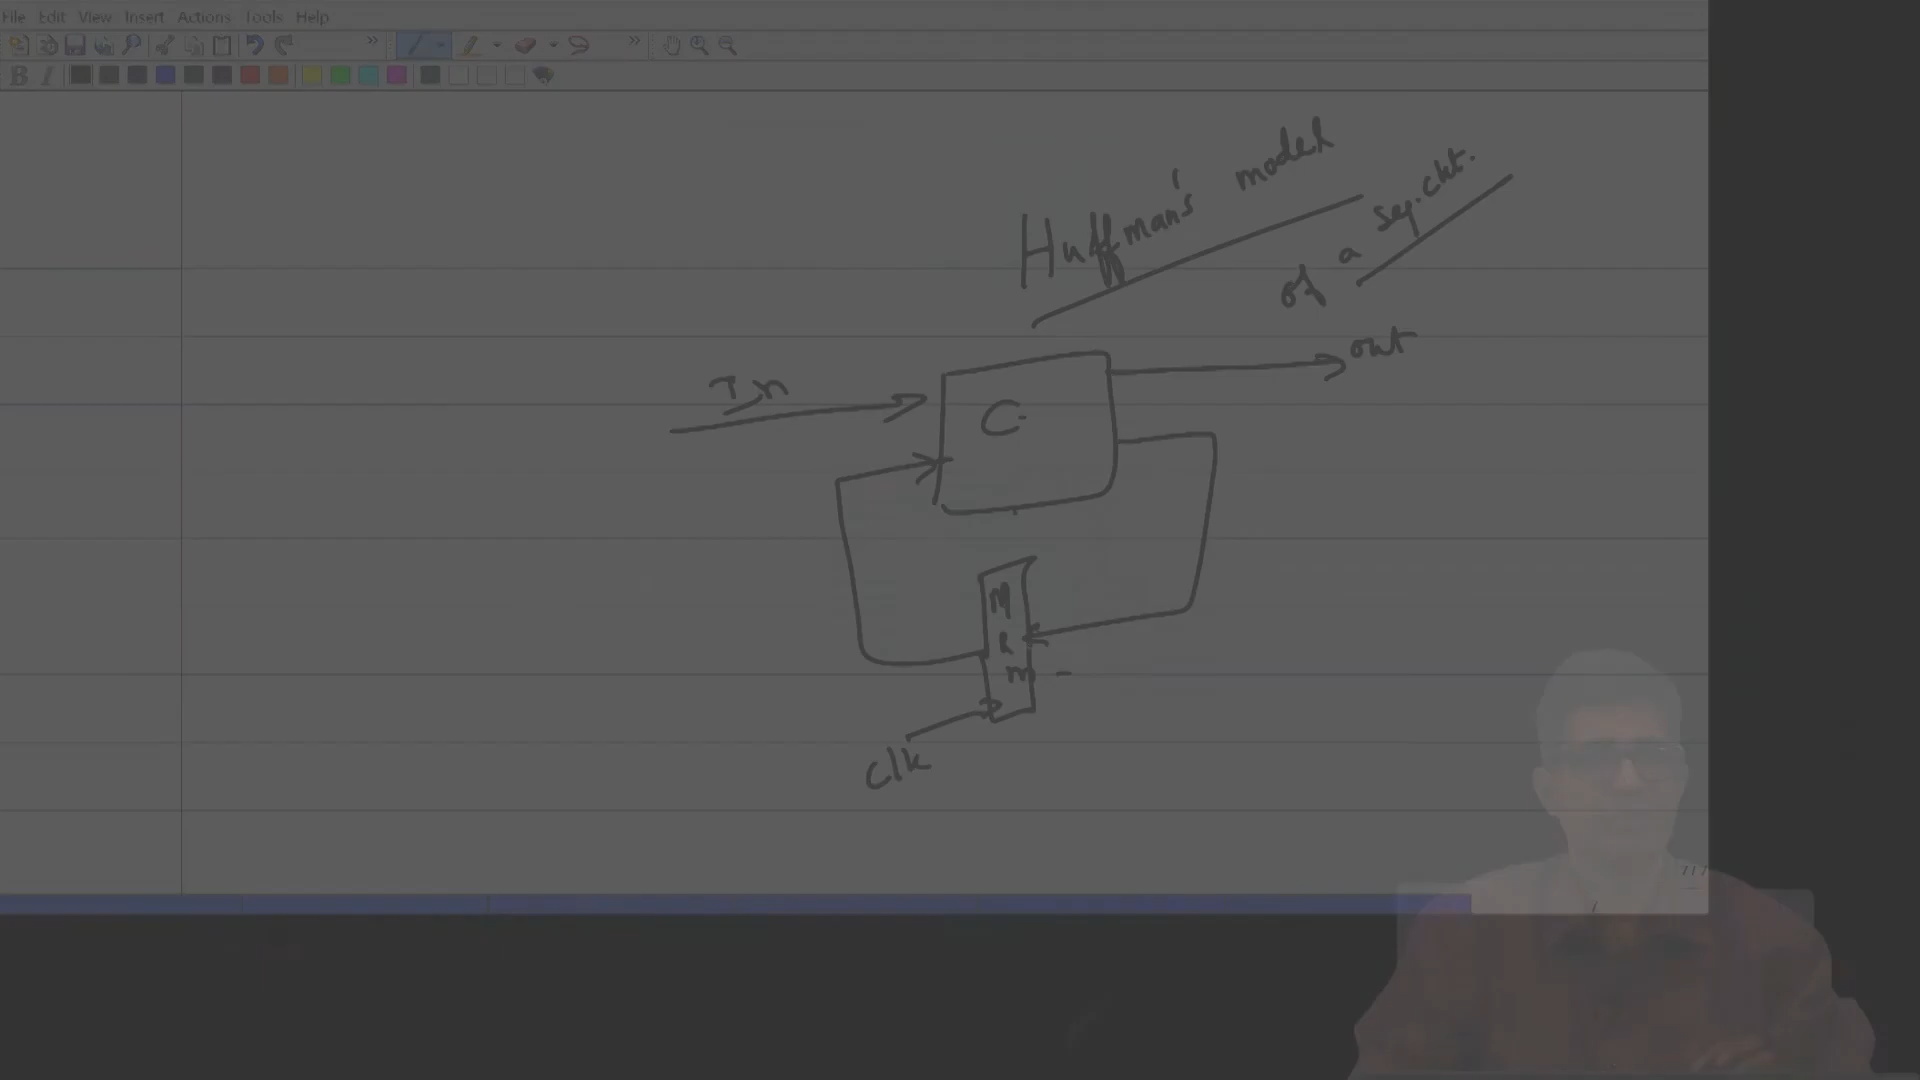 File Edit View Insert Actions Tools Help
B I
Huffman's model
of a seq. ckt.
In
out
C
M
e
m
clk